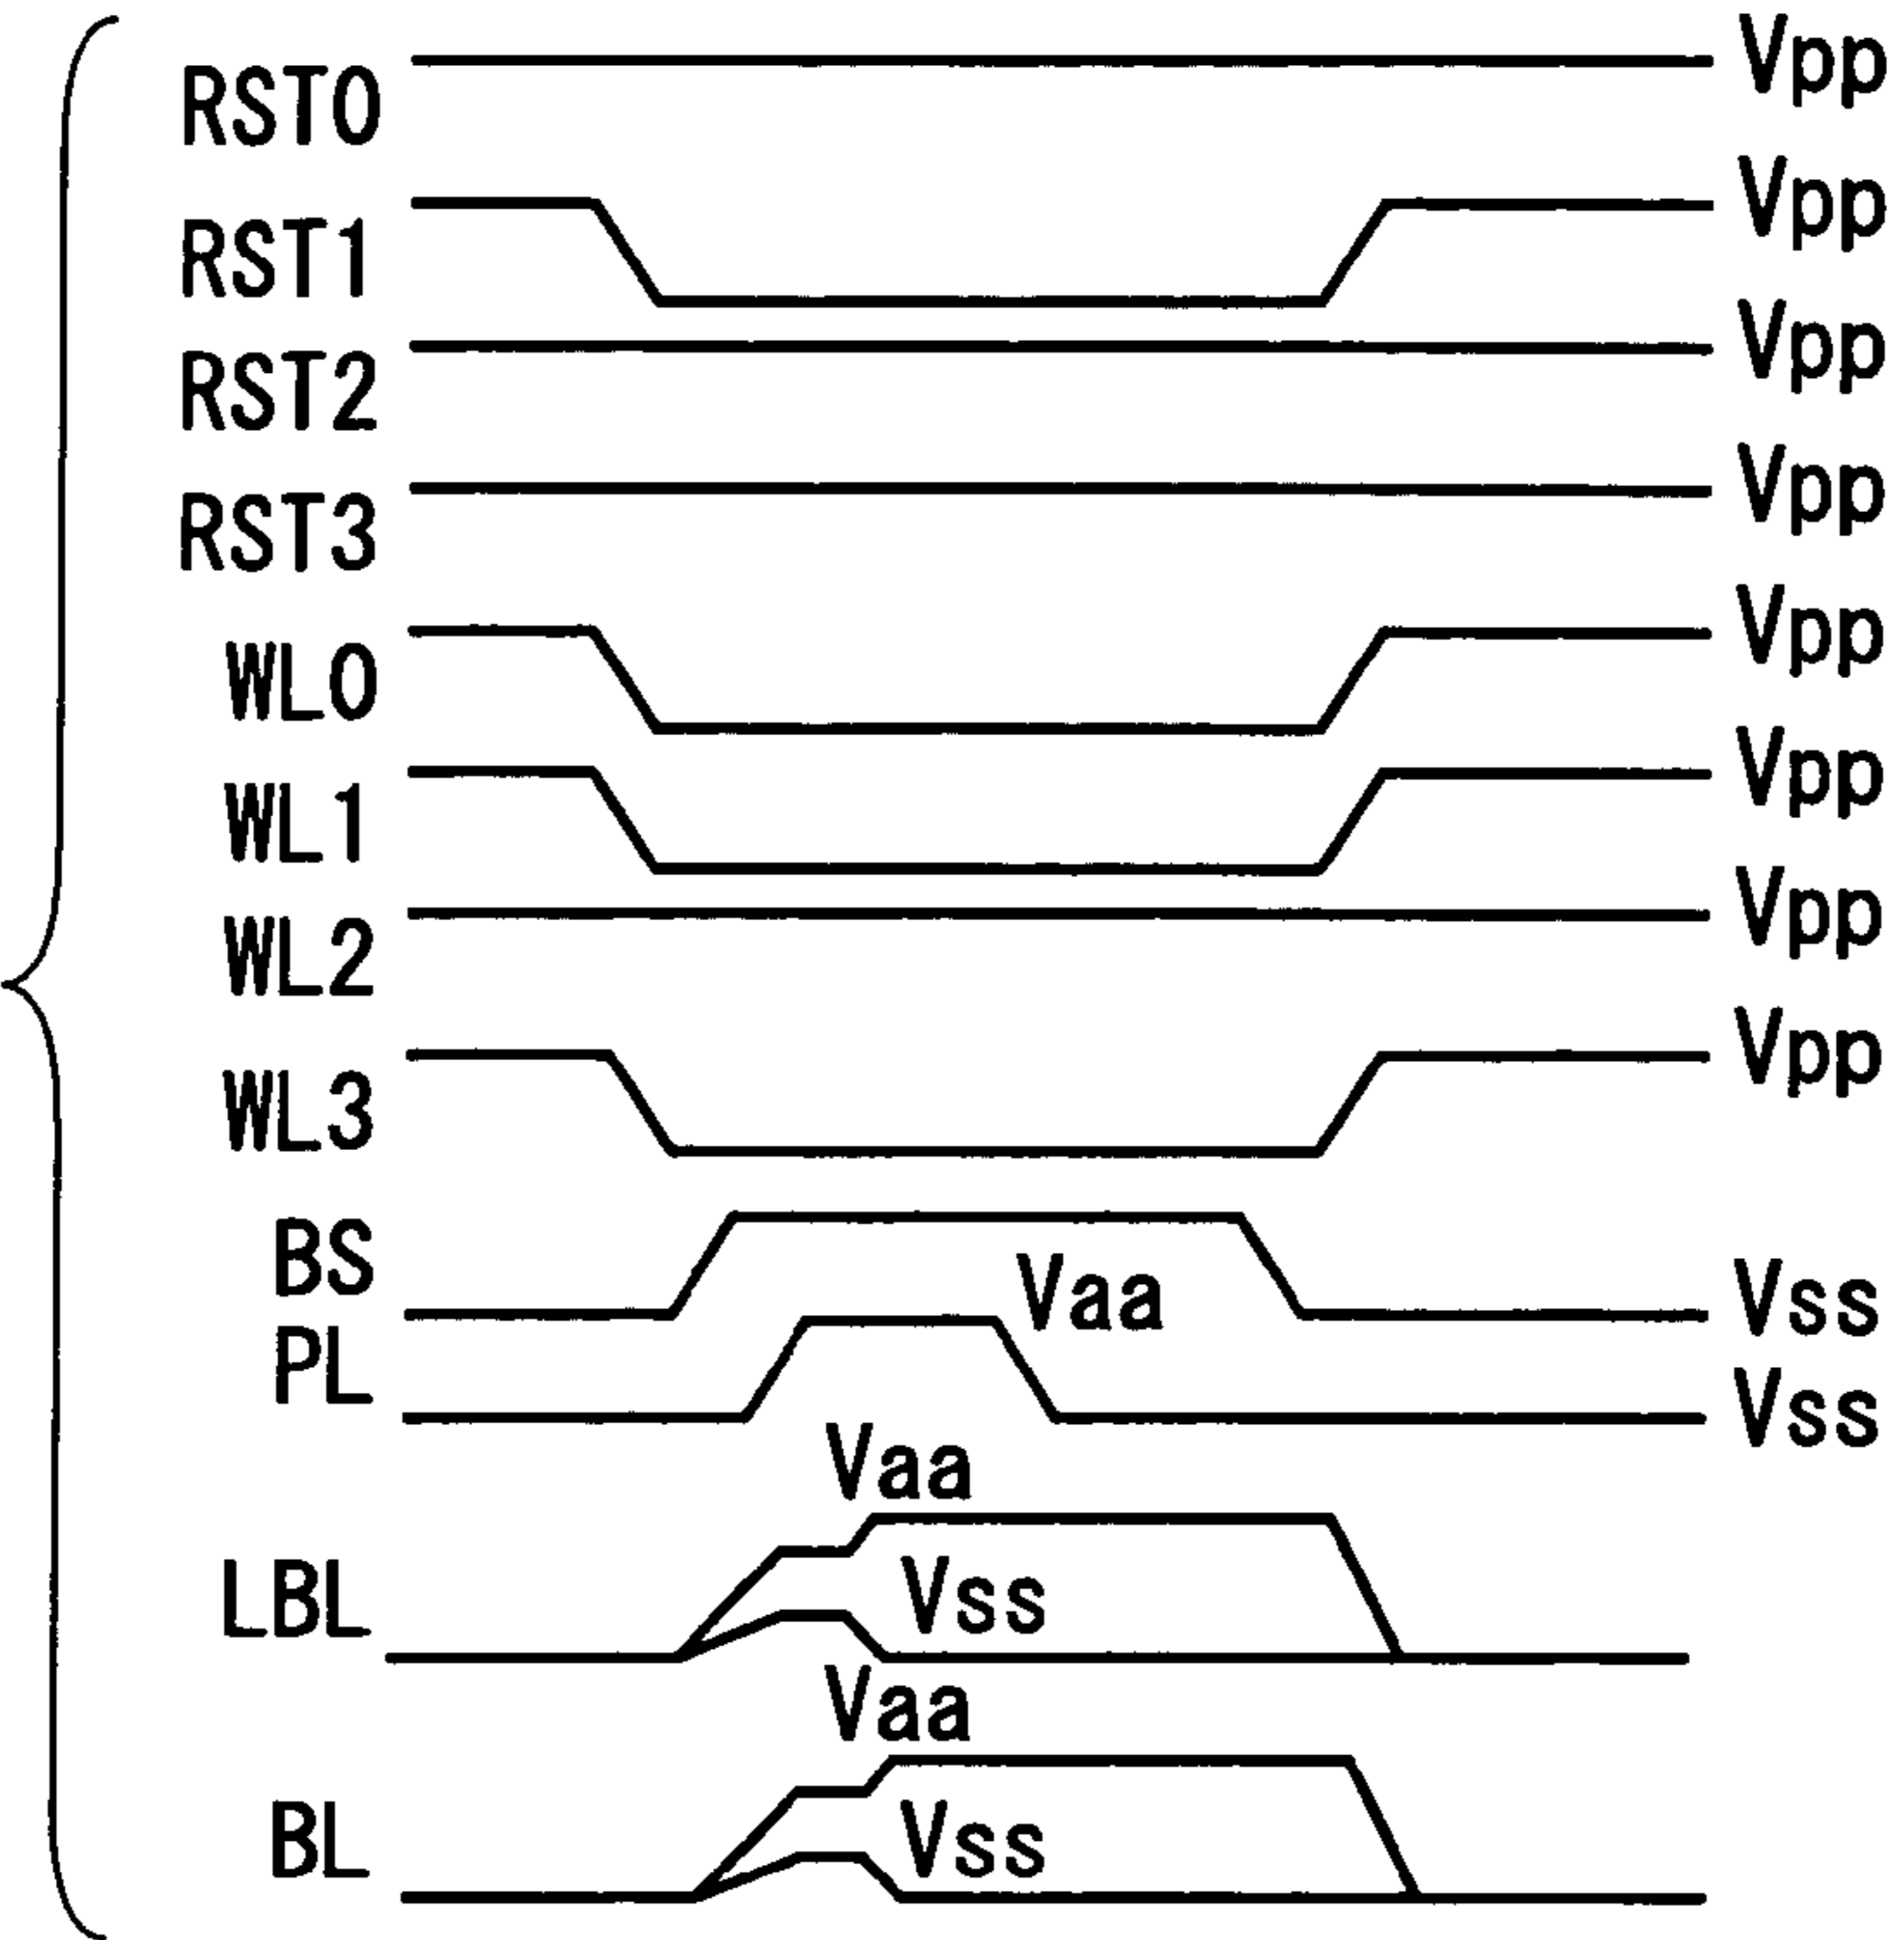 RST0 Vpp
RST1 Vpp
RST2 Vpp
RST3 Vpp
WL0 Vpp
WL1 Vpp
WL2 Vpp
WL3 Vpp
BS Vaa Vss
PL Vss
Vaa
LBL Vss
Vaa
BL Vss